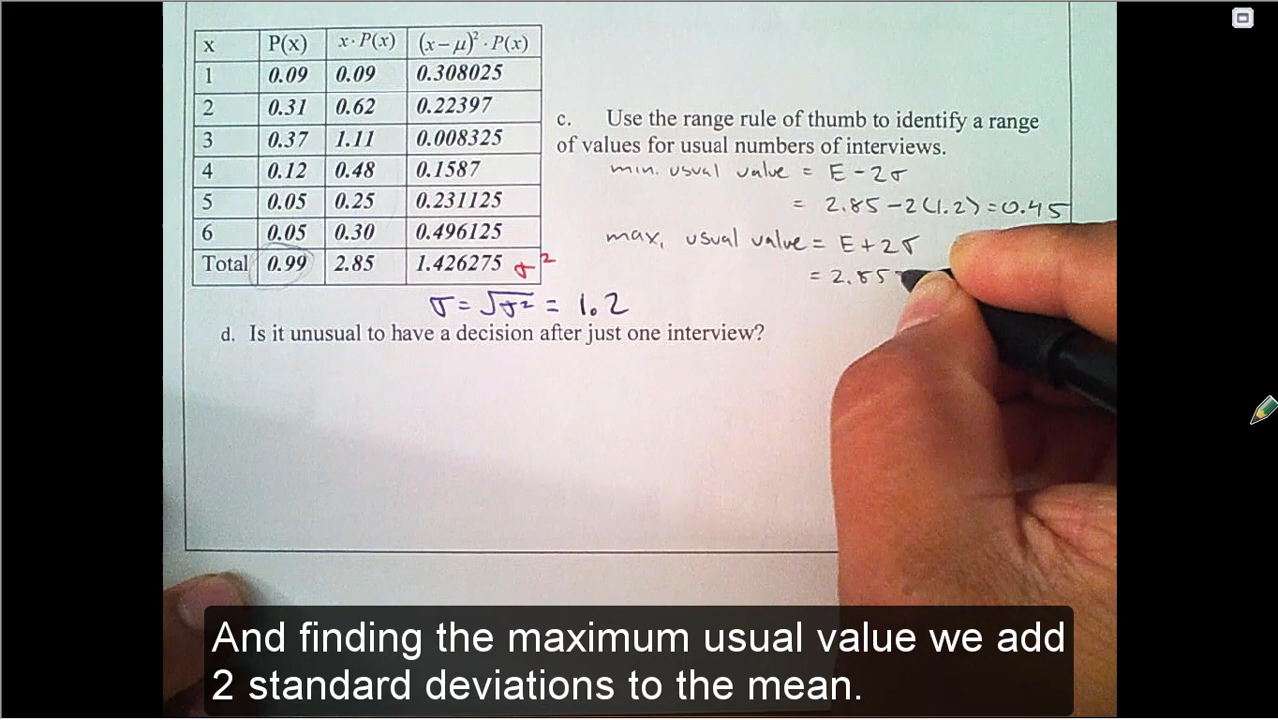 x P(x) x·P(x) (x−μ)²·P(x)
1 0.09 0.09 0.308025
2 0.31 0.62 0.22397
3 0.37 1.11 0.008325
4 0.12 0.48 0.1587
5 0.05 0.25 0.231125
6 0.05 0.30 0.496125
Total 0.99 2.85 1.426275 σ²
σ = √σ² = 1.2
c. Use the range rule of thumb to identify a range
of values for usual numbers of interviews.
min. usual value = E − 2σ
= 2.85 − 2(1.2) = 0.45
max. usual value = E + 2σ
= 2.85
d. Is it unusual to have a decision after just one interview?
And finding the maximum usual value we add
2 standard deviations to the mean.